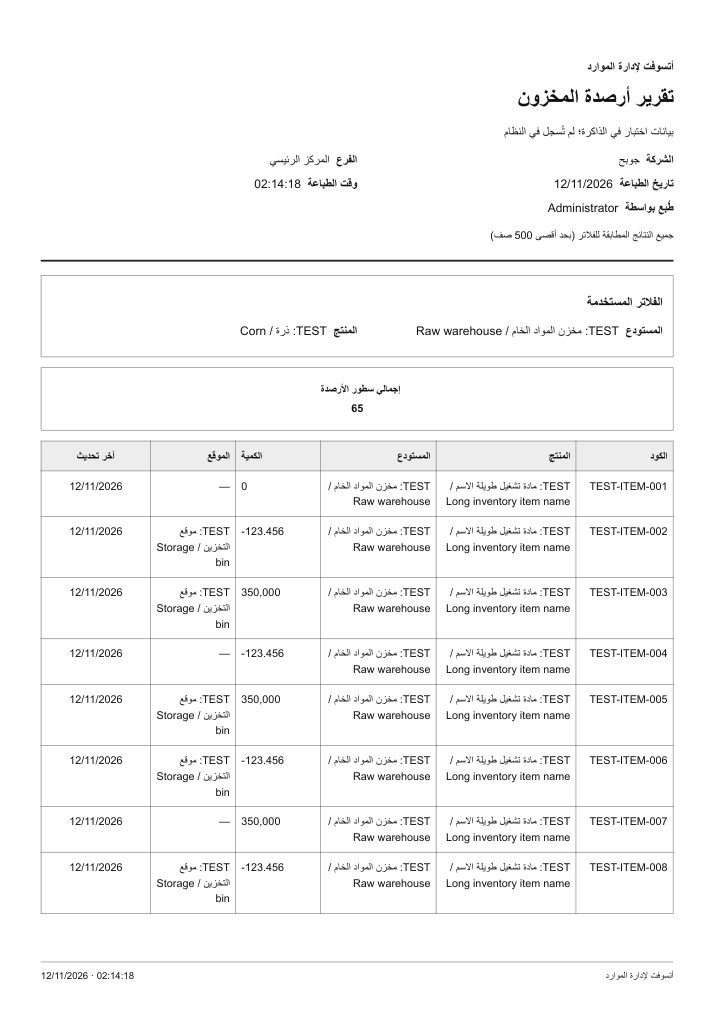 أتسوفت لإدارة الموارد
تقرير أرصدة المخزون
بيانات اختبار في الذاكرة؛ لم تُسجل في النظام
الشركة جوبح
الفرع المركز الرئيسي
تاريخ الطباعة 12/11/2026
وقت الطباعة 02:14:18
طُبع بواسطة Administrator
جميع النتائج المطابقة للفلاتر (بحد أقصى 500 صف)
الفلاتر المستخدمة
المستودع TEST: مخزن المواد الخام / Raw warehouse
المنتج TEST: ذرة / Corn
إجمالي سطور الأرصدة
65
الكود المنتج المستودع الكمية الموقع آخر تحديث
TEST-ITEM-001 TEST: مادة تشغيل طويلة الاسم / TEST: مخزن المواد الخام / 0 — 12/11/2026
Long inventory item name Raw warehouse
TEST-ITEM-002 TEST: مادة تشغيل طويلة الاسم / TEST: مخزن المواد الخام / -123.456 TEST: موقع 12/11/2026
Long inventory item name Raw warehouse التخزين / Storage
bin
TEST-ITEM-003 TEST: مادة تشغيل طويلة الاسم / TEST: مخزن المواد الخام / 350,000 TEST: موقع 12/11/2026
Long inventory item name Raw warehouse التخزين / Storage
bin
TEST-ITEM-004 TEST: مادة تشغيل طويلة الاسم / TEST: مخزن المواد الخام / -123.456 — 12/11/2026
Long inventory item name Raw warehouse
TEST-ITEM-005 TEST: مادة تشغيل طويلة الاسم / TEST: مخزن المواد الخام / 350,000 TEST: موقع 12/11/2026
Long inventory item name Raw warehouse التخزين / Storage
bin
TEST-ITEM-006 TEST: مادة تشغيل طويلة الاسم / TEST: مخزن المواد الخام / -123.456 TEST: موقع 12/11/2026
Long inventory item name Raw warehouse التخزين / Storage
bin
TEST-ITEM-007 TEST: مادة تشغيل طويلة الاسم / TEST: مخزن المواد الخام / 350,000 — 12/11/2026
Long inventory item name Raw warehouse
TEST-ITEM-008 TEST: مادة تشغيل طويلة الاسم / TEST: مخزن المواد الخام / -123.456 TEST: موقع 12/11/2026
Long inventory item name Raw warehouse التخزين / Storage
bin
أتسوفت لإدارة الموارد
12/11/2026 · 02:14:18